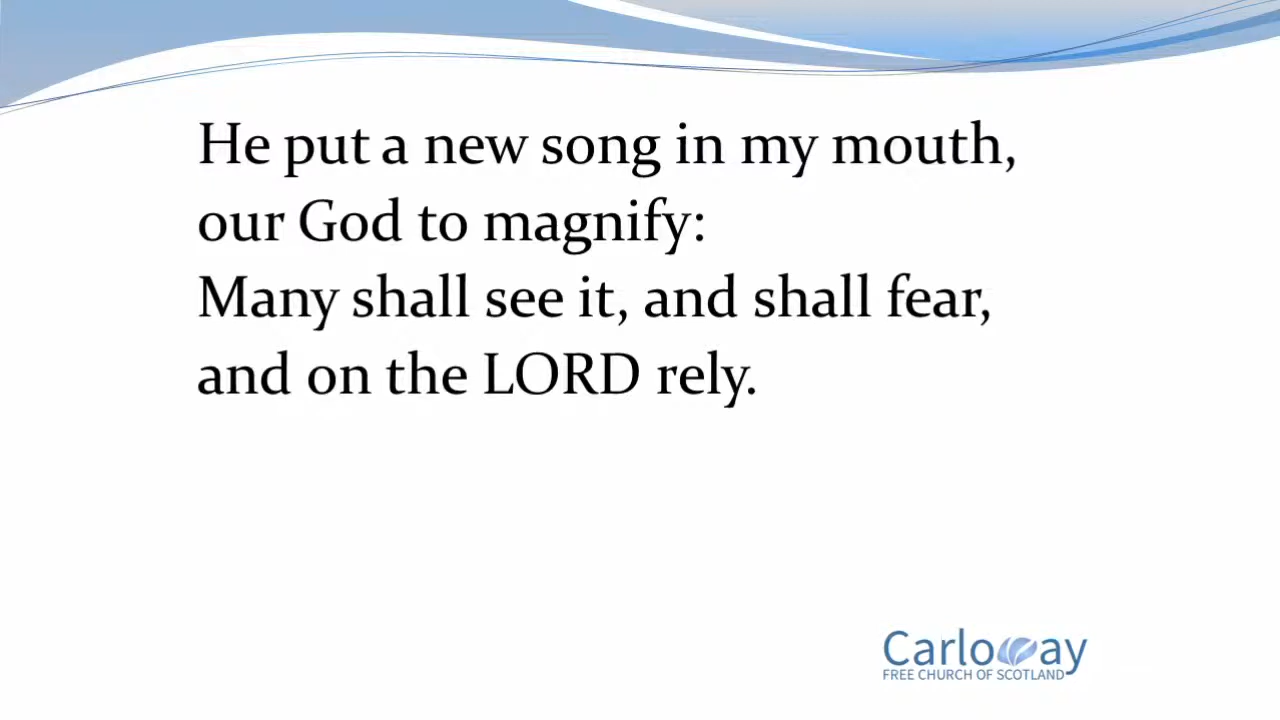 He put a new song in my mouth,
our God to magnify:
Many shall see it, and shall fear,
and on the LORD rely.
Carloway
FREE CHURCH OF SCOTLAND